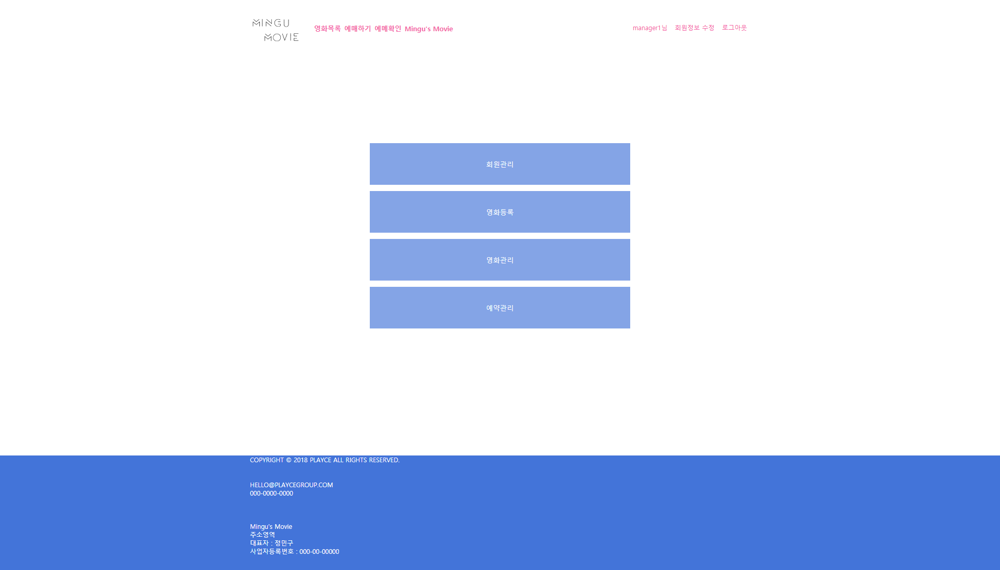 MINGU
MOVIE
영화목록 예매하기 예메확인 Mingu's Movie
manager1님 회원정보 수정 로그아웃
회원관리
영화등록
영화관리
예약관리
COPYRIGHT © 2018 PLAYCE ALL RIGHTS RESERVED.
HELLO@PLAYCEGROUP.COM
000-0000-0000
Mingu's Movie
주소영역
대표자 : 정민구
사업자등록번호 : 000-00-00000